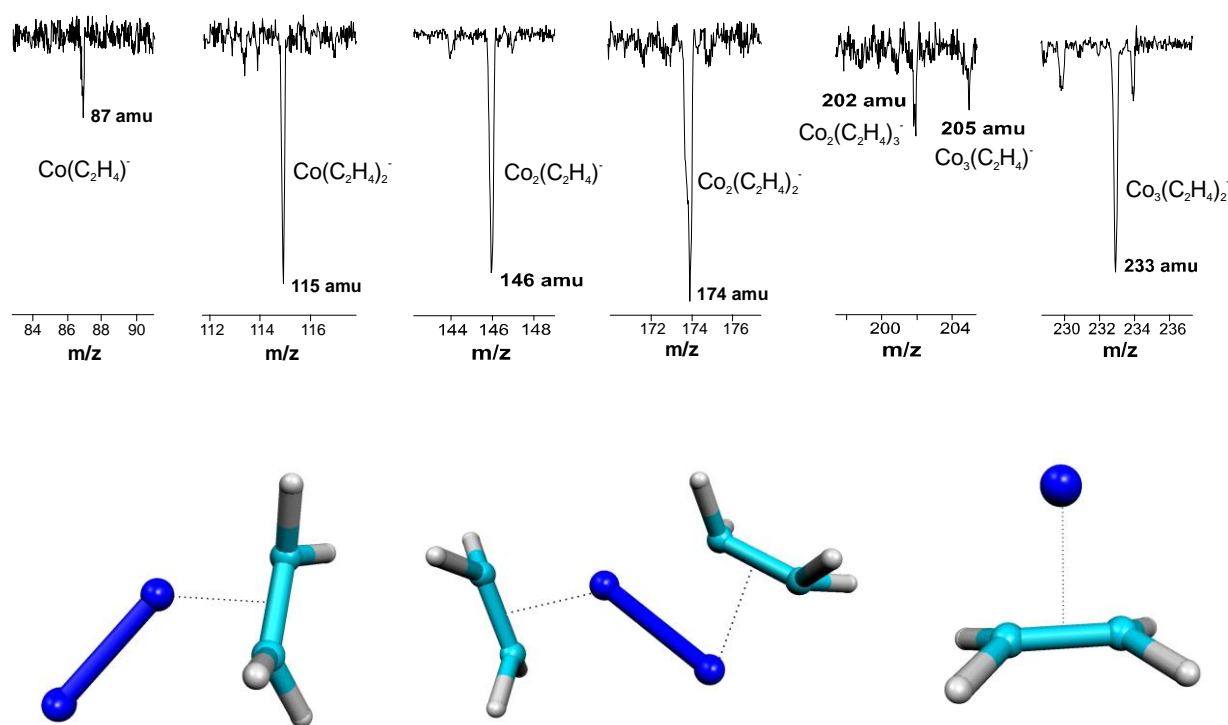 87 amu
Co(C₂H₄)⁻
84 86 88 90
m/z
Co(C₂H₄)₂⁻
115 amu
112 114 116
m/z
Co₂(C₂H₄)⁻
146 amu
144 146 148
m/z
Co₂(C₂H₄)₂⁻
174 amu
172 174 176
m/z
202 amu
Co₂(C₂H₄)₃⁻
205 amu
Co₃(C₂H₄)⁻
200 204
m/z
Co₃(C₂H₄)₂⁻
233 amu
230 232 234 236
m/z